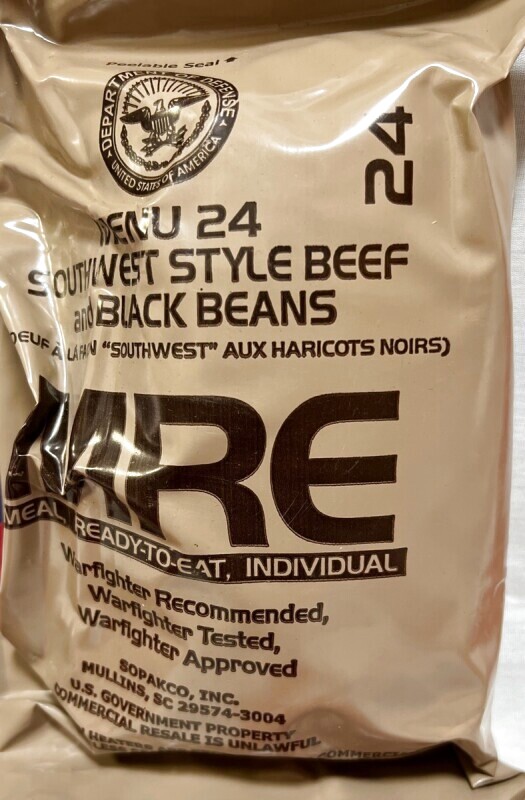 Peelable Seal
DEPARTMENT OF DEFENSE
UNITED STATES OF AMERICA
24
MENU 24
SOUTHWEST STYLE BEEF
and BLACK BEANS
"SOUTHWEST" AUX HARICOTS NOIRS)
MRE
MEAL, READY-TO-EAT, INDIVIDUAL
Warfighter Recommended,
Warfighter Tested,
Warfighter Approved
SOPAKCO, INC.
MULLINS, SC 29574-3004
U.S. GOVERNMENT PROPERTY
COMMERCIAL RESALE IS UNLAWFUL
HEATERS